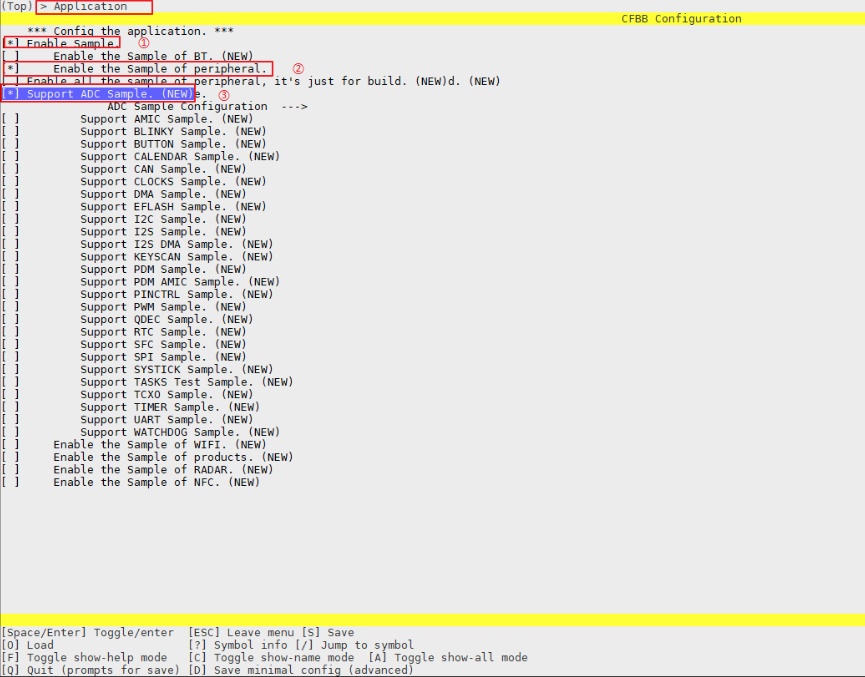 (Top) > Application
CFBB Configuration
*** Config the application. ***
[*] Enable Sample. ①
[ ] Enable the Sample of BT. (NEW)
[*] Enable the Sample of peripheral. ②
[ ] Enable all the sample of peripheral, it's just for build. (NEW)d. (NEW)
[*] Support ADC Sample. (NEW)e. ③
ADC Sample Configuration --->
[ ] Support AMIC Sample. (NEW)
[ ] Support BLINKY Sample. (NEW)
[ ] Support BUTTON Sample. (NEW)
[ ] Support CALENDAR Sample. (NEW)
[ ] Support CAN Sample. (NEW)
[ ] Support CLOCKS Sample. (NEW)
[ ] Support DMA Sample. (NEW)
[ ] Support EFLASH Sample. (NEW)
[ ] Support I2C Sample. (NEW)
[ ] Support I2S Sample. (NEW)
[ ] Support I2S DMA Sample. (NEW)
[ ] Support KEYSCAN Sample. (NEW)
[ ] Support PDM Sample. (NEW)
[ ] Support PDM AMIC Sample. (NEW)
[ ] Support PINCTRL Sample. (NEW)
[ ] Support PWM Sample. (NEW)
[ ] Support QDEC Sample. (NEW)
[ ] Support RTC Sample. (NEW)
[ ] Support SFC Sample. (NEW)
[ ] Support SPI Sample. (NEW)
[ ] Support SYSTICK Sample. (NEW)
[ ] Support TASKS Test Sample. (NEW)
[ ] Support TCXO Sample. (NEW)
[ ] Support TIMER Sample. (NEW)
[ ] Support UART Sample. (NEW)
[ ] Support WATCHDOG Sample. (NEW)
[ ] Enable the Sample of WIFI. (NEW)
[ ] Enable the Sample of products. (NEW)
[ ] Enable the Sample of RADAR. (NEW)
[ ] Enable the Sample of NFC. (NEW)
[Space/Enter] Toggle/enter [ESC] Leave menu [S] Save
[O] Load [?] Symbol info [/] Jump to symbol
[F] Toggle show-help mode [C] Toggle show-name mode [A] Toggle show-all mode
[Q] Quit (prompts for save) [D] Save minimal config (advanced)